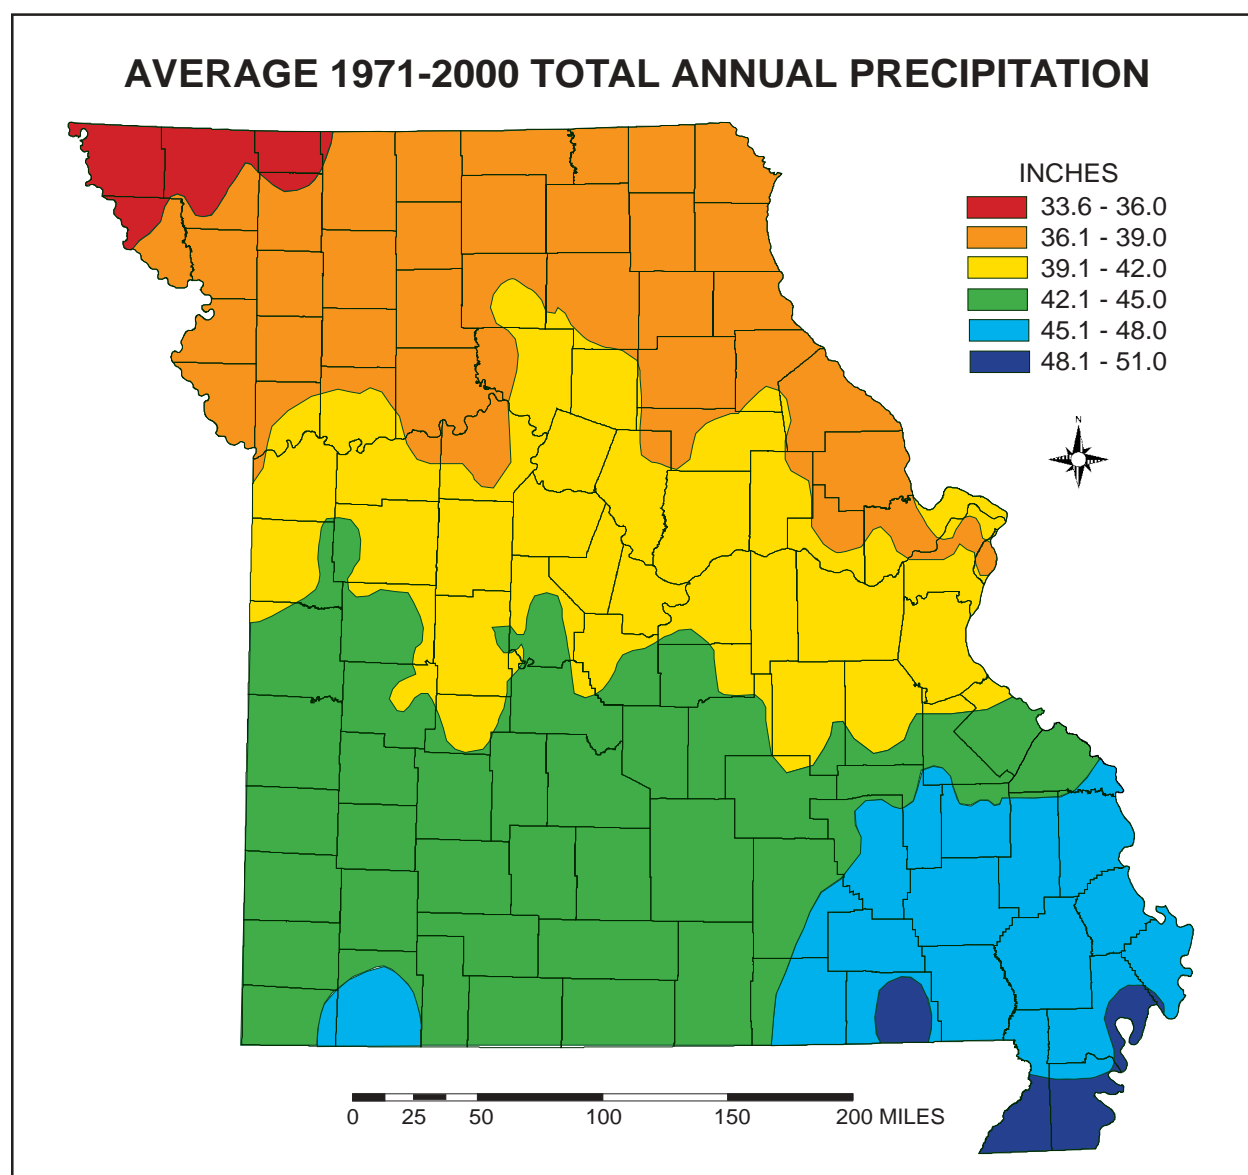 AVERAGE 1971-2000 TOTAL ANNUAL PRECIPITATION
INCHES
33.6 - 36.0
36.1 - 39.0
39.1 - 42.0
42.1 - 45.0
45.1 - 48.0
48.1 - 51.0
N
0 25 50 100 150 200 MILES